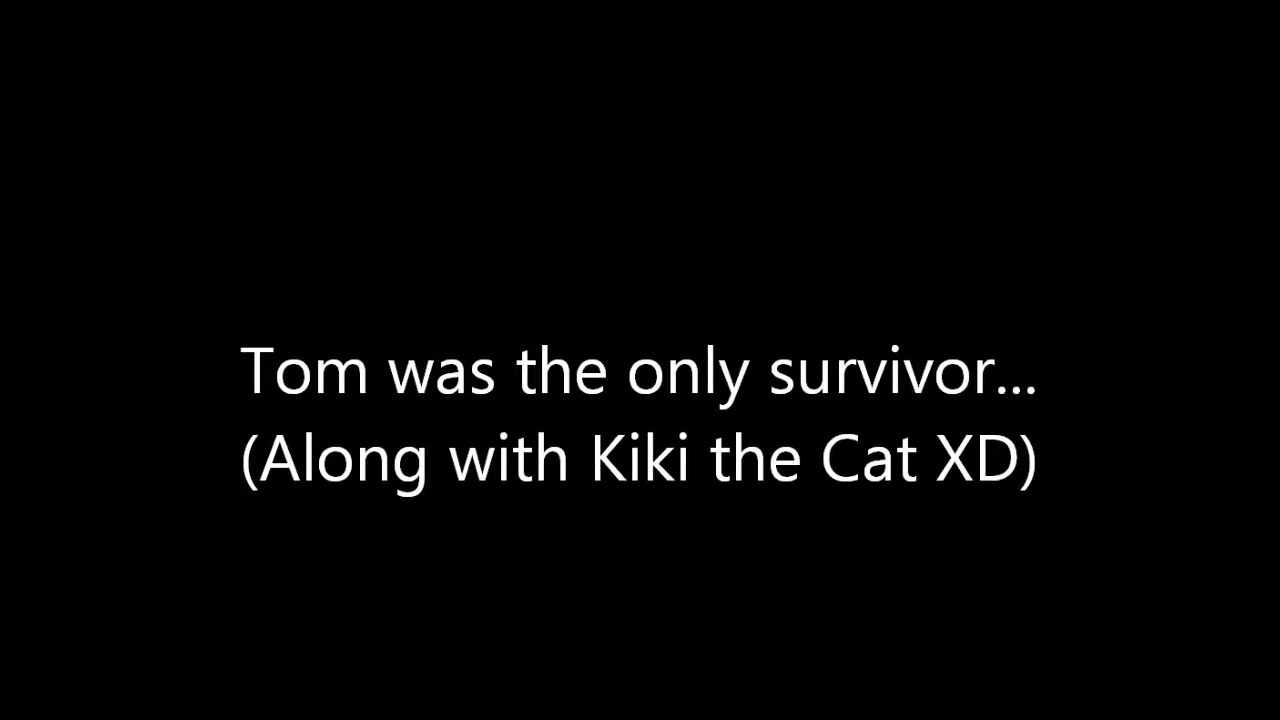 Tom was the only survivor...
(Along with Kiki the Cat XD)